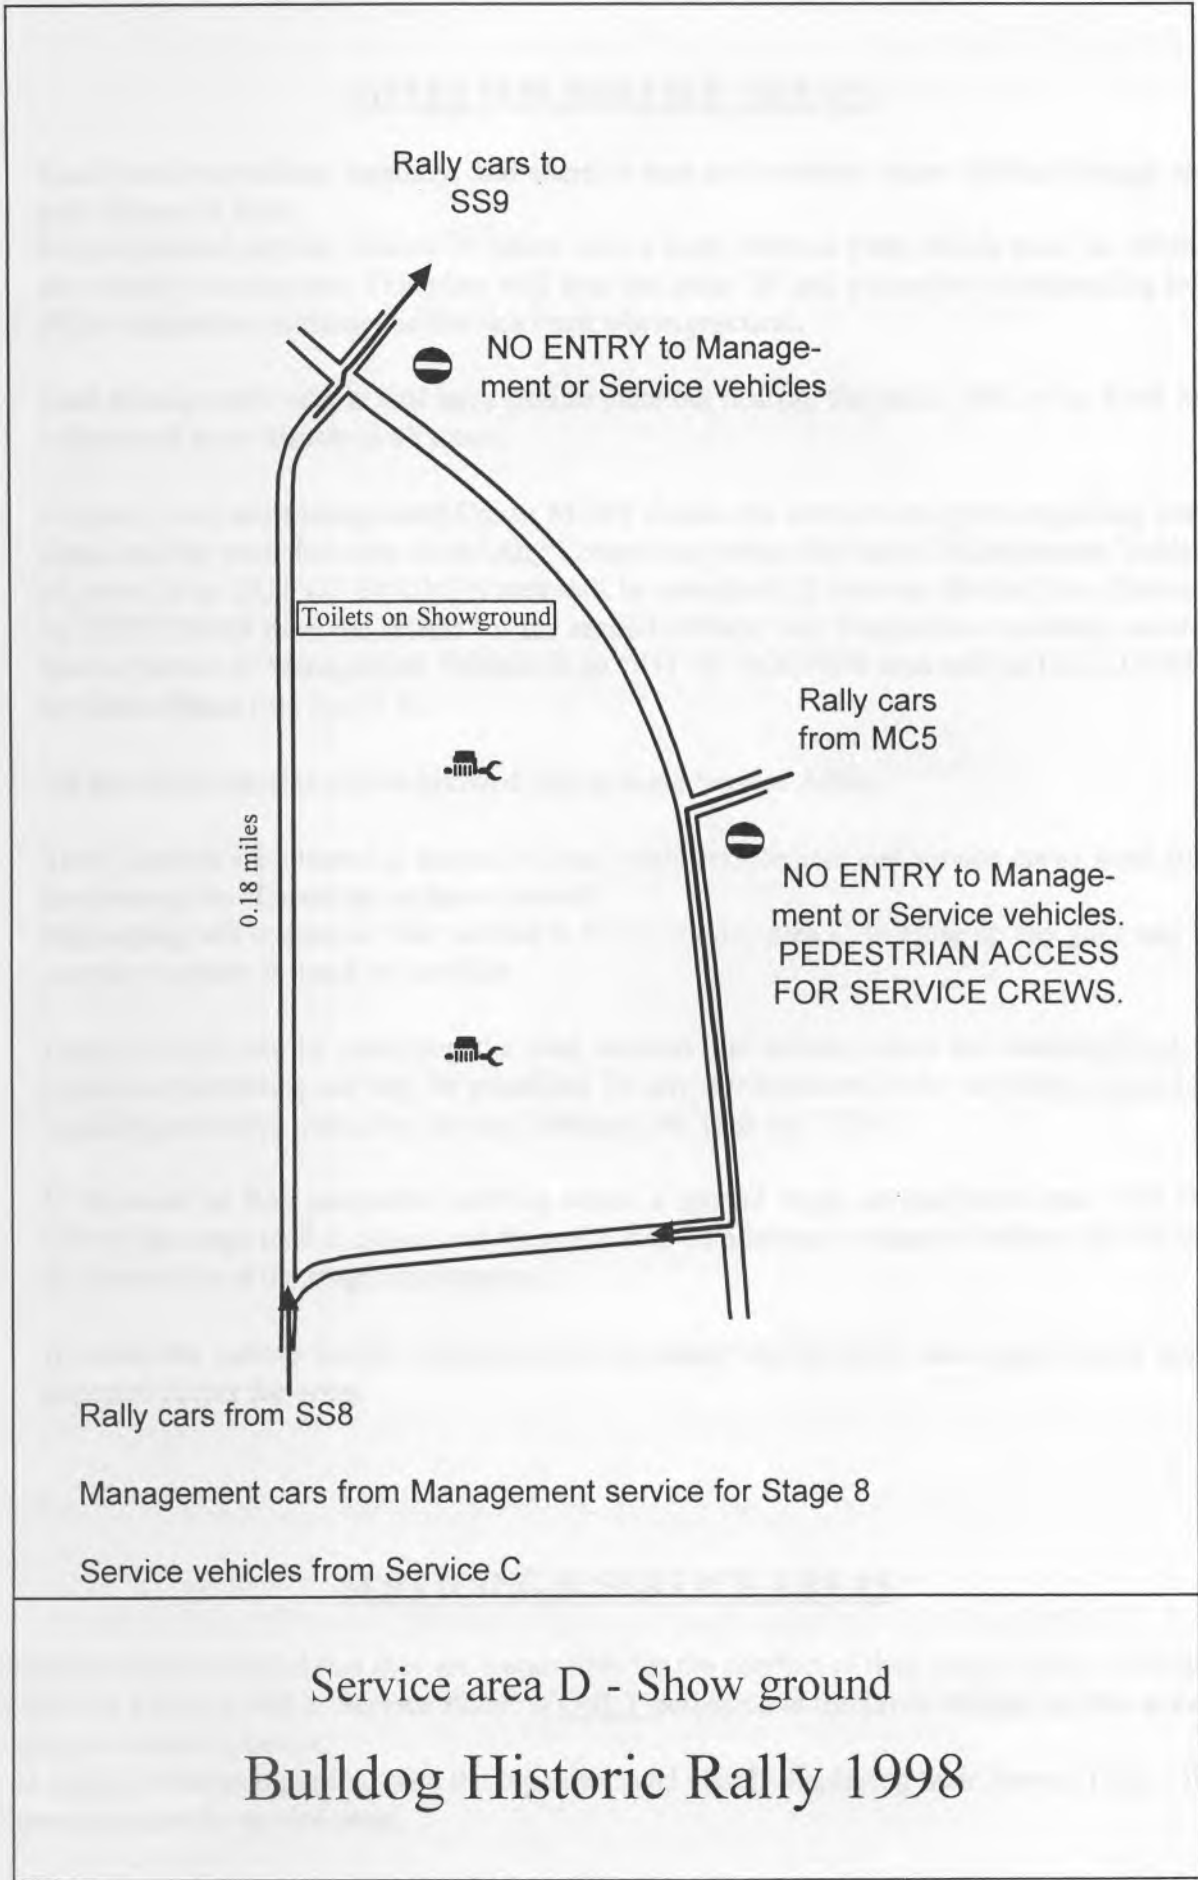 Rally cars to
SS9
NO ENTRY to Manage-
ment or Service vehicles
Toilets on Showground
Rally cars
from MC5
0.18 miles
NO ENTRY to Manage-
ment or Service vehicles.
PEDESTRIAN ACCESS
FOR SERVICE CREWS.
Rally cars from SS8
Management cars from Management service for Stage 8
Service vehicles from Service C
Service area D - Show ground
Bulldog Historic Rally 1998